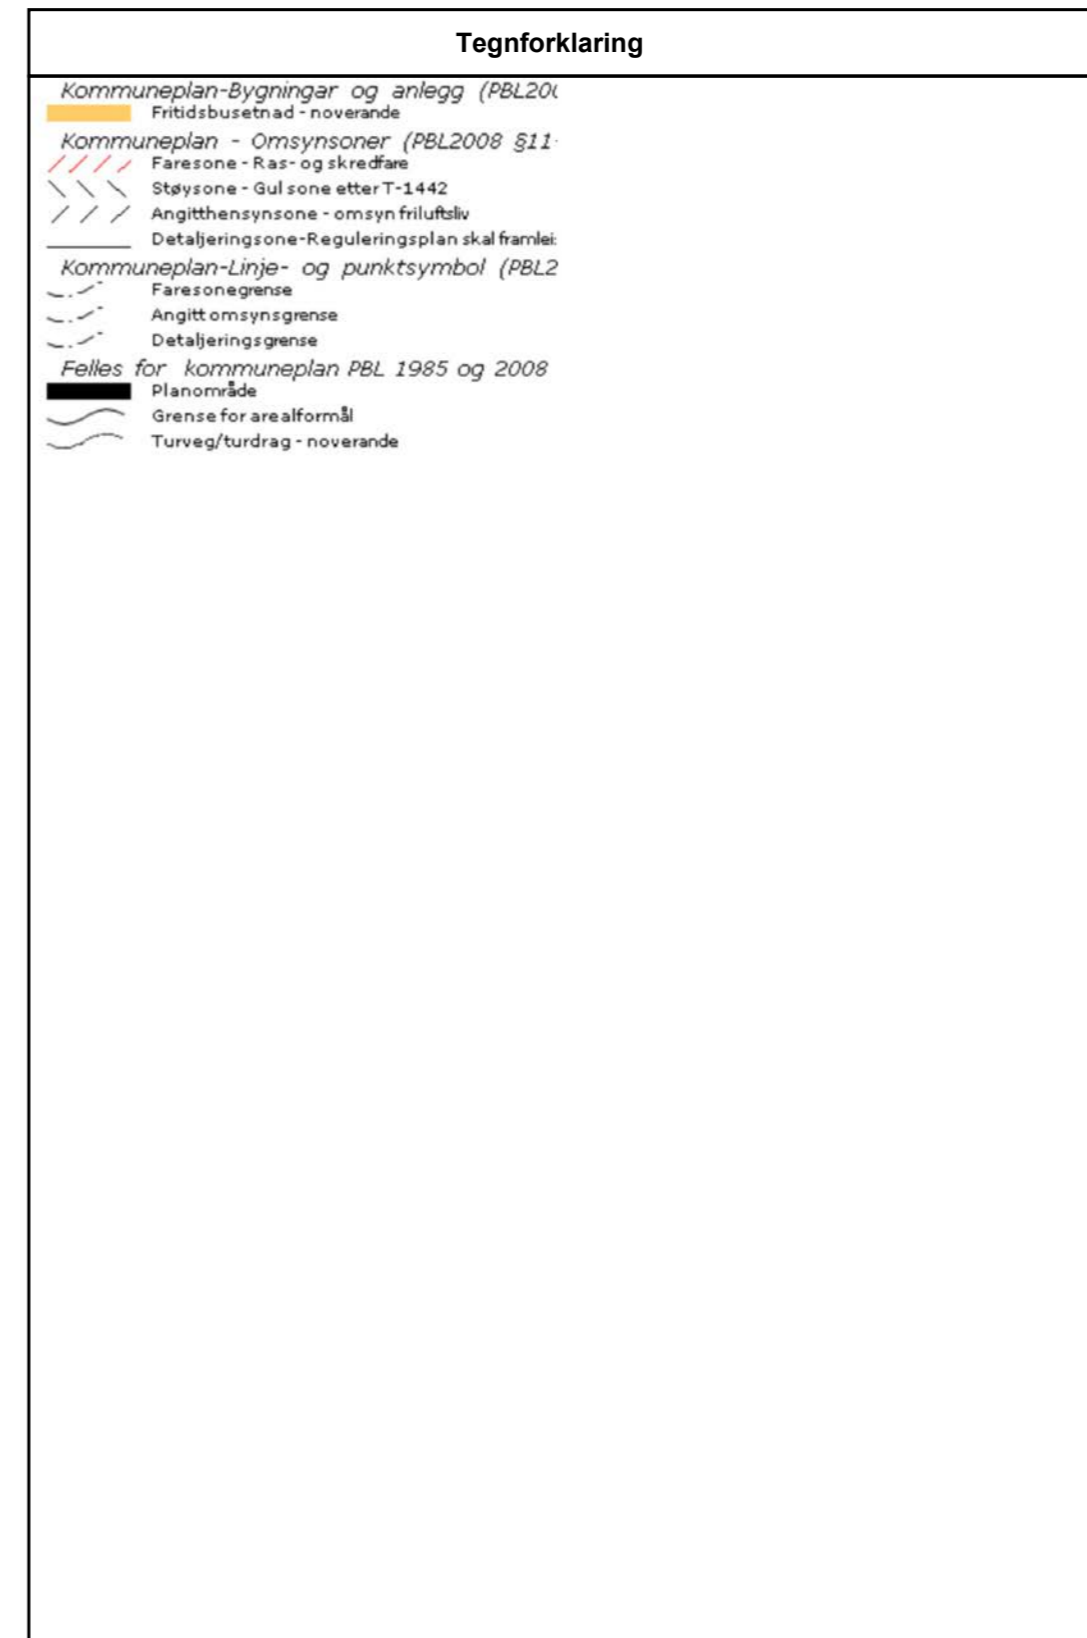 Tegnforklaring
Kommuneplan-Bygningar og anlegg (PBL200
Fritidsbusetnad - noverande
Kommuneplan - Omsynsoner (PBL2008 §11-
Faresone - Ras- og skredfare
Støysone - Gul sone etter T-1442
Angitthensynsone - omsyn friluftsliv
Detaljeringsone-Reguleringsplan skal framlei
Kommuneplan-Linje- og punktsymbol (PBL2
Faresonegrense
Angitt omsynsgrense
Detaljeringsgrense
Felles for kommuneplan PBL 1985 og 2008
Planområde
Grense for arealformål
Turveg/turdrag - noverande